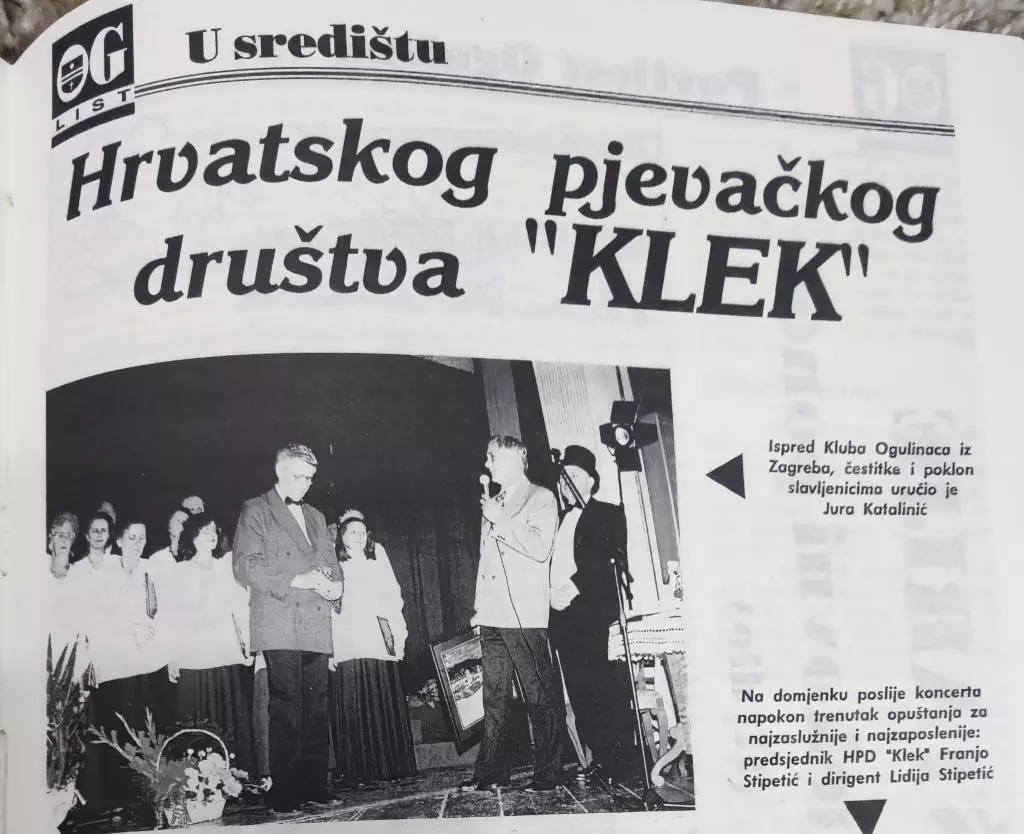 OG
LIST
U središtu
Hrvatskog pjevačkog
društva "KLEK"
Ispred Kluba Ogulinaca iz
Zagreba, čestitke i poklon
slavljenicima uručio je
Jura Katalinić
Na domjenku poslije koncerta
napokon trenutak opuštanja za
najzaslužnije i najzaposlenije:
predsjednik HPD "Klek" Franjo
Stipetić i dirigent Lidija Stipetić